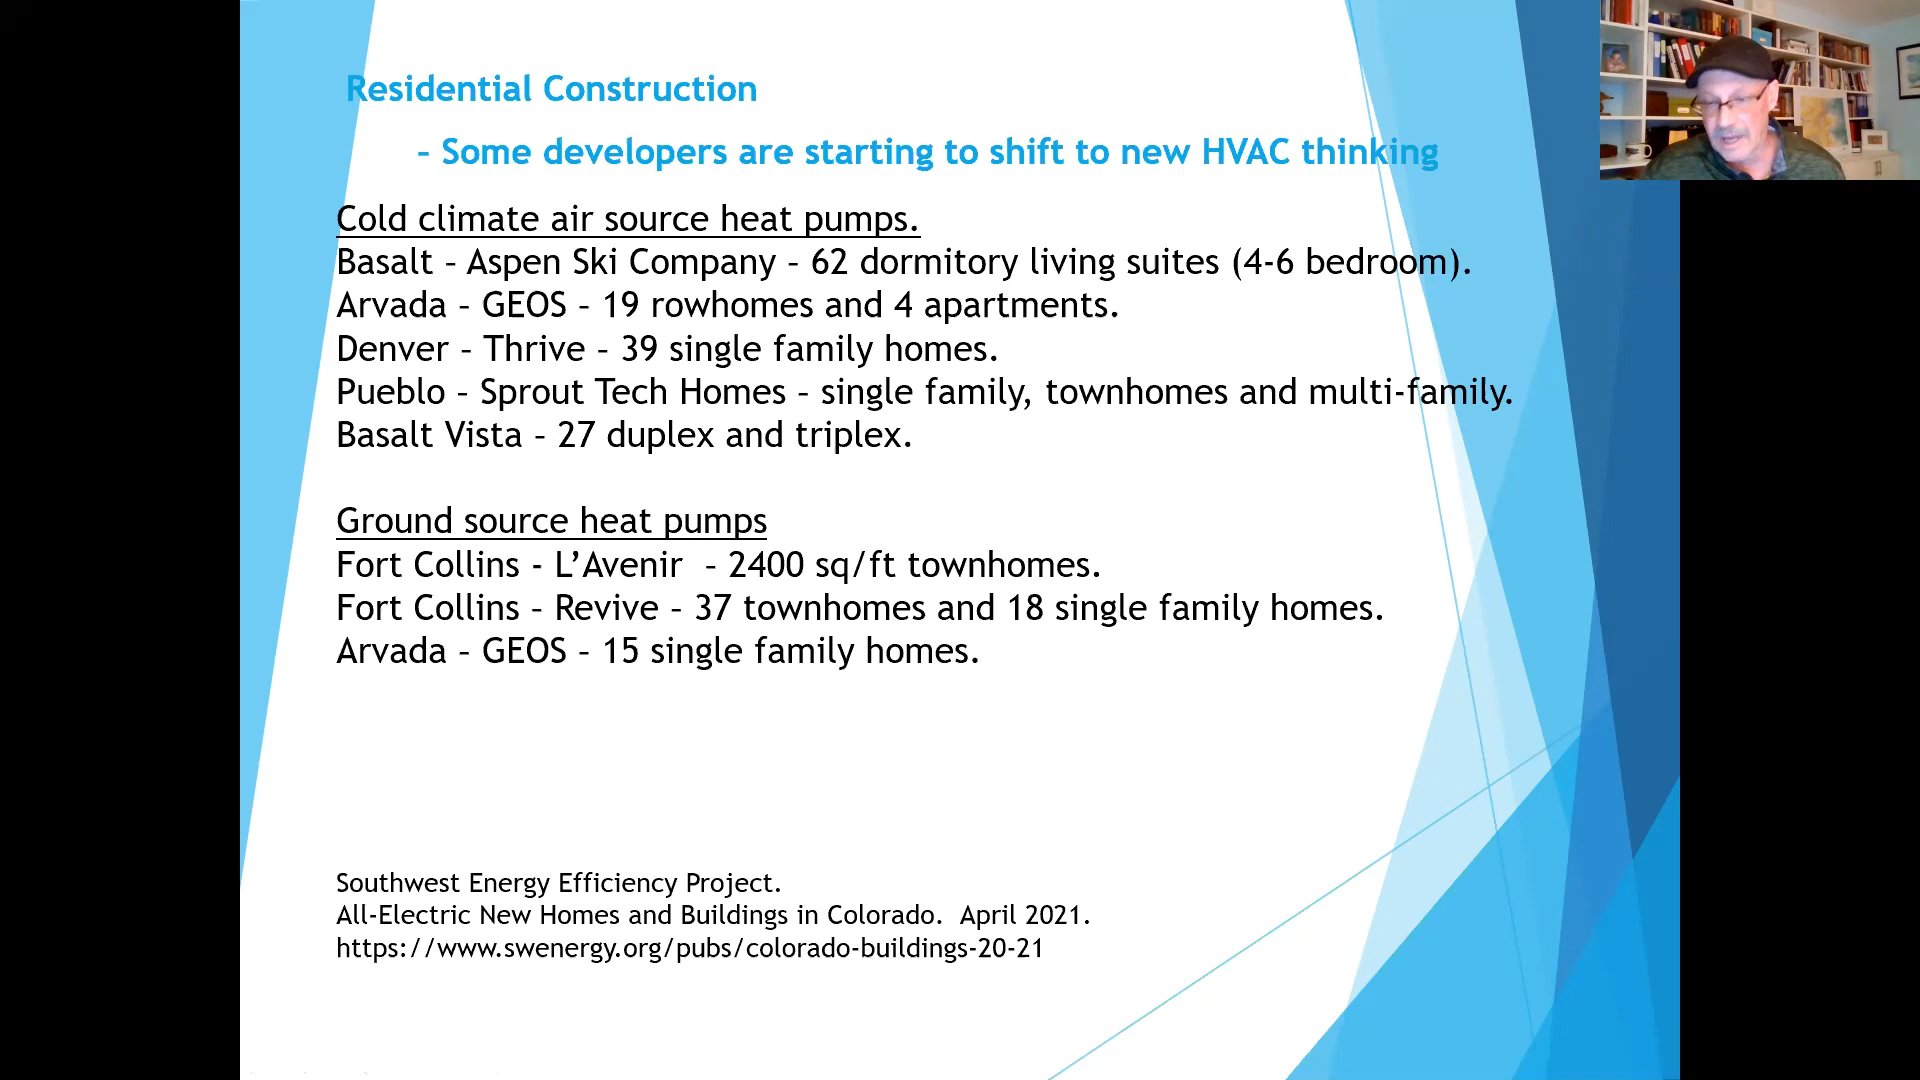 Residential Construction
– Some developers are starting to shift to new HVAC thinking
Cold climate air source heat pumps.
Basalt – Aspen Ski Company – 62 dormitory living suites (4-6 bedroom).
Arvada – GEOS – 19 rowhomes and 4 apartments.
Denver – Thrive – 39 single family homes.
Pueblo – Sprout Tech Homes – single family, townhomes and multi-family.
Basalt Vista – 27 duplex and triplex.
Ground source heat pumps
Fort Collins - L’Avenir  – 2400 sq/ft townhomes.
Fort Collins – Revive – 37 townhomes and 18 single family homes.
Arvada – GEOS – 15 single family homes.
Southwest Energy Efficiency Project.
All-Electric New Homes and Buildings in Colorado.  April 2021.
https://www.swenergy.org/pubs/colorado-buildings-20-21